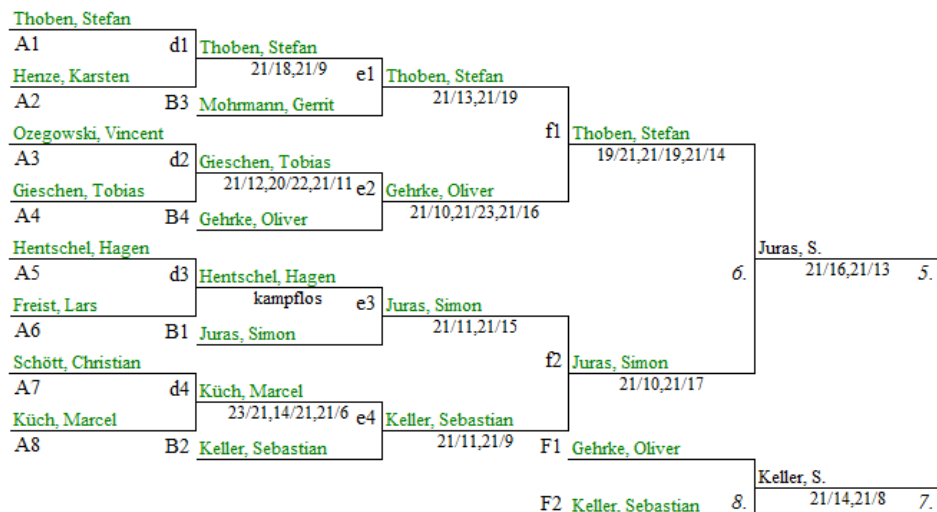 Thoben, Stefan
A1 d1 Thoben, Stefan
21/18,21/9 e1 Thoben, Stefan
Henze, Karsten
A2 B3 Mohrmann, Gerrit
21/13,21/19
Ozegowski, Vincent
f1 Thoben, Stefan
A3 d2 Gieschen, Tobias
19/21,21/19,21/14
Gieschen, Tobias
21/12,20/22,21/11 e2 Gehrke, Oliver
A4 B4 Gehrke, Oliver
21/10,21/23,21/16
Hentschel, Hagen
Juras, S.
A5 d3 Hentschel, Hagen
6. 21/16,21/13 5.
Freist, Lars
kampflos e3 Juras, Simon
A6 B1 Juras, Simon
21/11,21/15
Schött, Christian
f2 Juras, Simon
A7 d4 Küch, Marcel
21/10,21/17
Küch, Marcel
23/21,14/21,21/6 e4 Keller, Sebastian
A8 B2 Keller, Sebastian
21/11,21/9
F1 Gehrke, Oliver
Keller, S.
F2 Keller, Sebastian 8. 21/14,21/8 7.